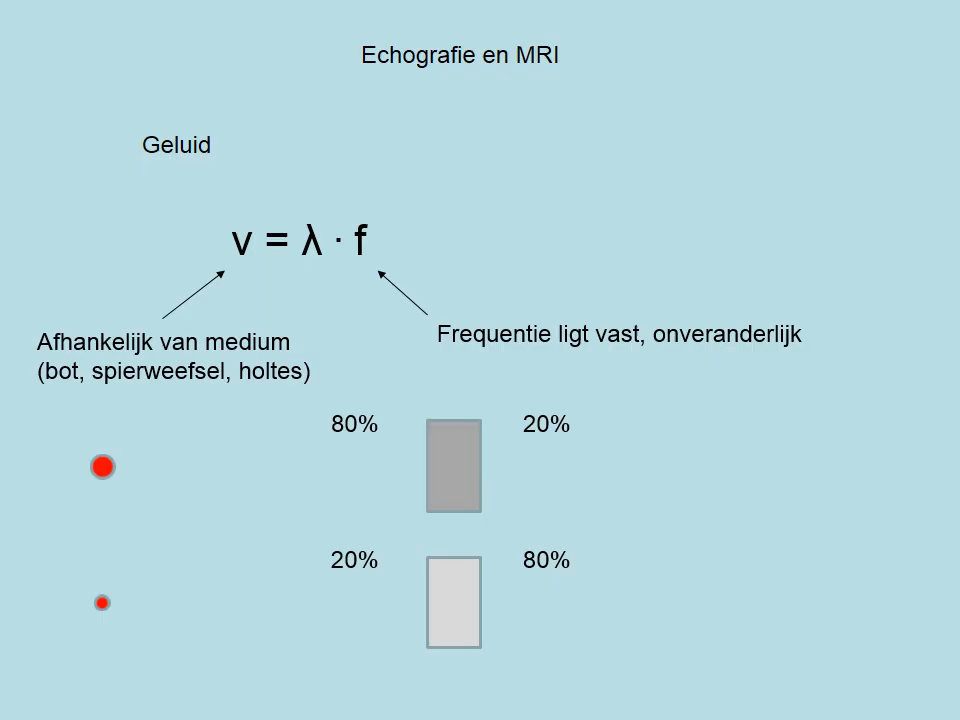 Echografie en MRI
Geluid
v = λ · f
Afhankelijk van medium
(bot, spierweefsel, holtes)
Frequentie ligt vast, onveranderlijk
80%
20%
20%
80%